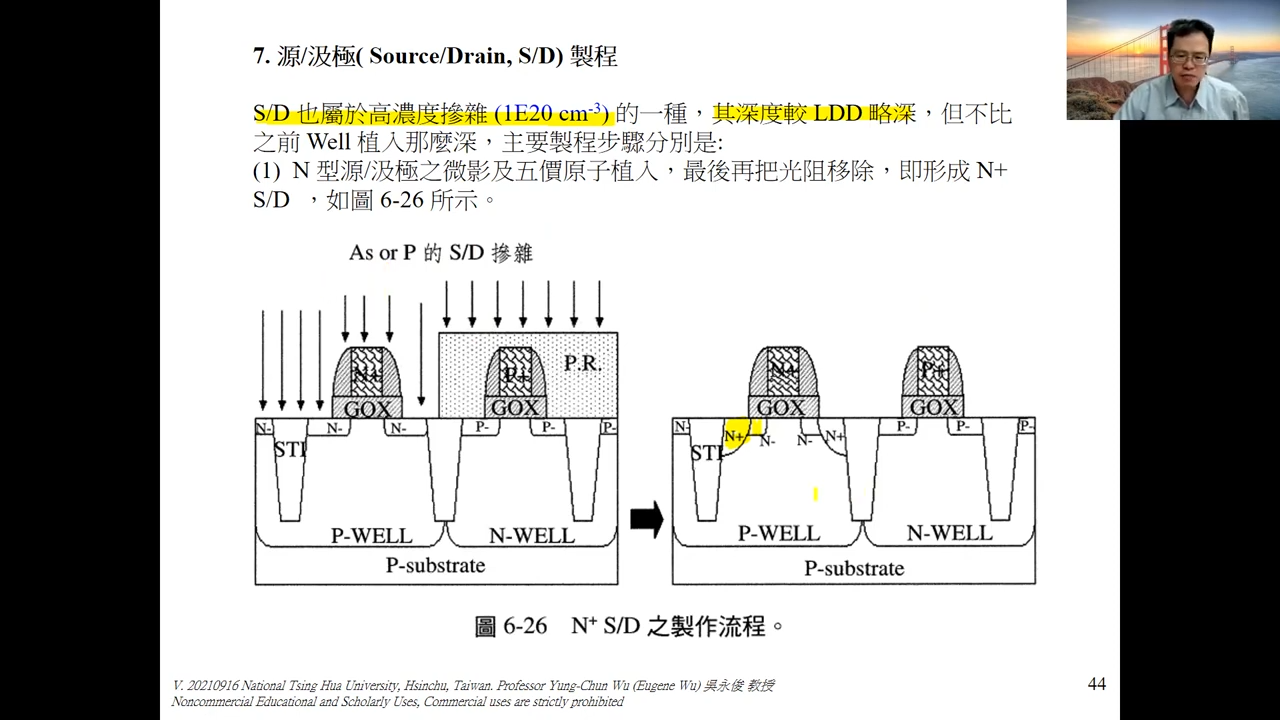 7. 源/汲極( Source/Drain, S/D) 製程
S/D 也屬於高濃度摻雜 (1E20 cm-3) 的一種，其深度較 LDD 略深，但不比
之前 Well 植入那麼深，主要製程步驟分別是:
(1) N 型源/汲極之微影及五價原子植入，最後再把光阻移除，即形成 N+
S/D ，如圖 6-26 所示。
As or P 的 S/D 摻雜
P.R.
N+
P+
GOX
GOX
N-
N-
N-
P-
P-
P-
STI
P-WELL
N-WELL
P-substrate
N+
P+
GOX
GOX
N-
N+
N-
N-
N+
P-
P-
P-
STI
P-WELL
N-WELL
P-substrate
圖 6-26 N+ S/D 之製作流程。
V. 20210916 National Tsing Hua University, Hsinchu, Taiwan. Professor Yung-Chun Wu (Eugene Wu) 吳永俊 教授
Noncommercial Educational and Scholarly Uses, Commercial uses are strictly prohibited
44